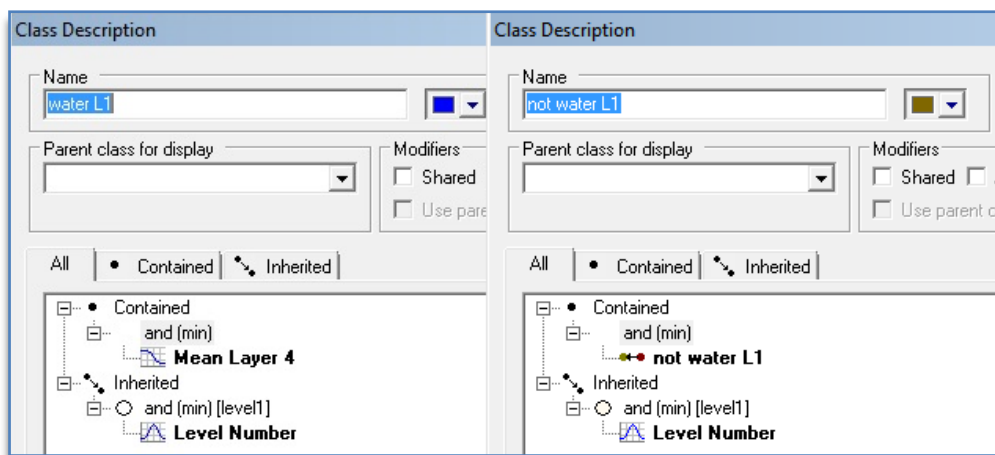 Class Description
Name
water L1
Parent class for display
Modifiers
Shared
Use pare
All
Contained
Inherited
Contained
and (min)
Mean Layer 4
Inherited
and (min) [level1]
Level Number
Class Description
Name
not water L1
Parent class for display
Modifiers
Shared
Use parent c
All
Contained
Inherited
Contained
and (min)
not water L1
Inherited
and (min) [level1]
Level Number